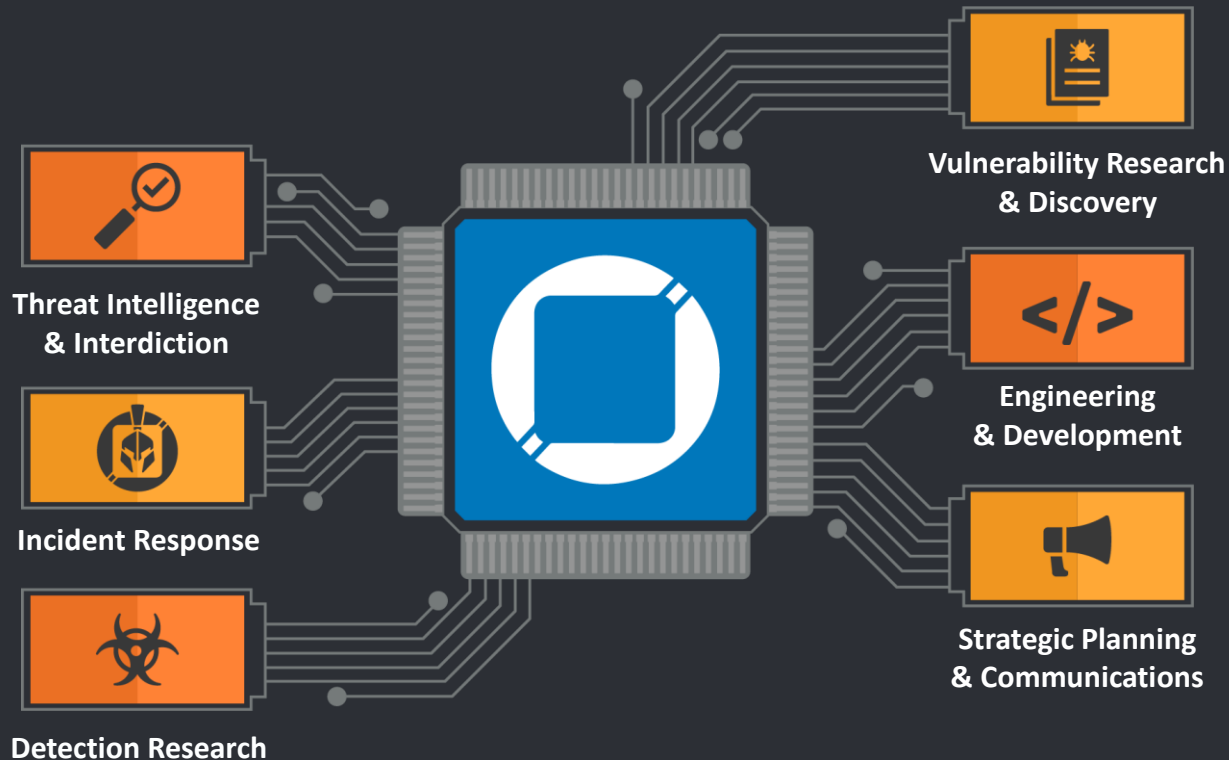 Vulnerability Research
& Discovery
Threat Intelligence
& Interdiction
</>
Engineering
& Development
Incident Response
Strategic Planning
& Communications
Detection Research